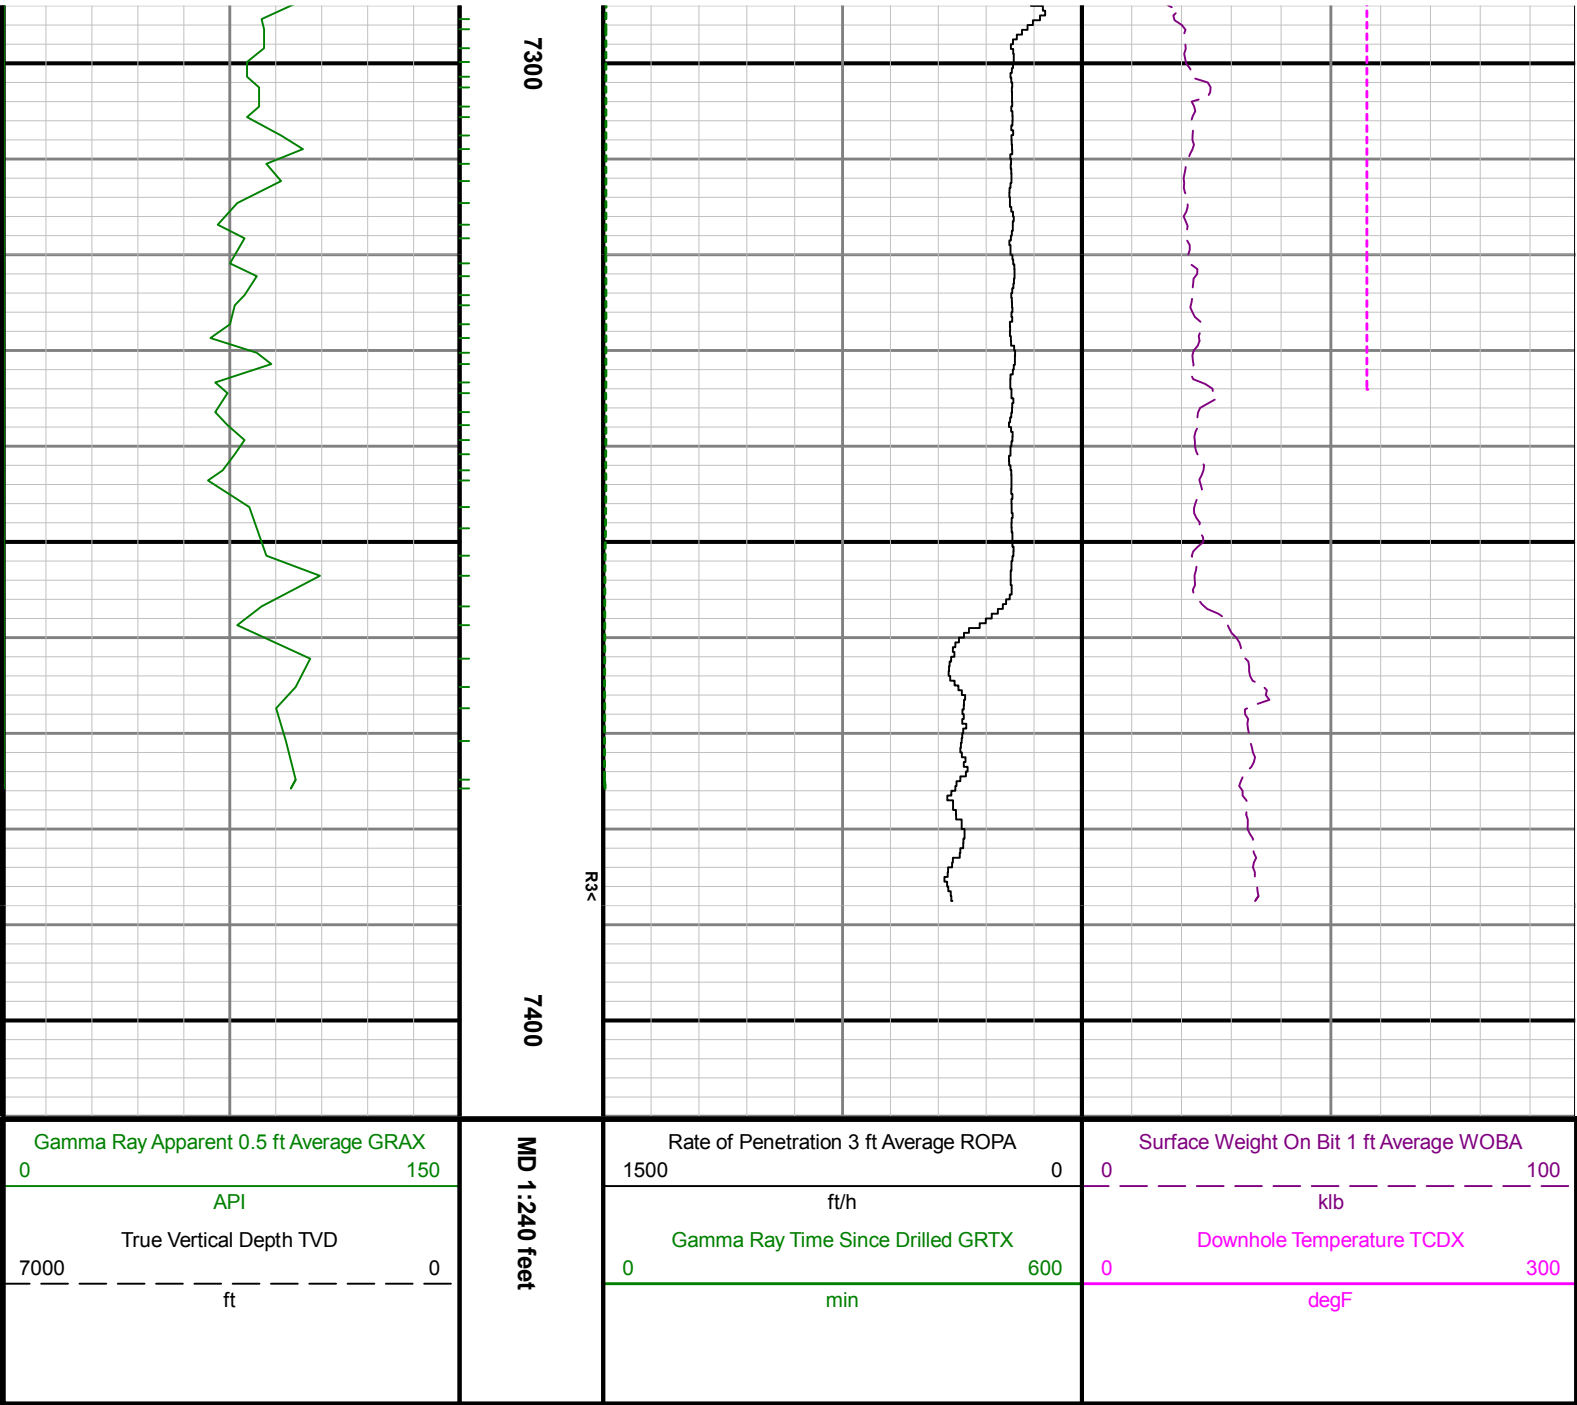 7300
R3<
7400
Gamma Ray Apparent 0.5 ft Average GRAX
0 150
API
True Vertical Depth TVD
7000 0
ft
MD 1:240 feet
Rate of Penetration 3 ft Average ROPA
1500 0
ft/h
Gamma Ray Time Since Drilled GRTX
0 600
min
Surface Weight On Bit 1 ft Average WOBA
0 100
klb
Downhole Temperature TCDX
0 300
degF